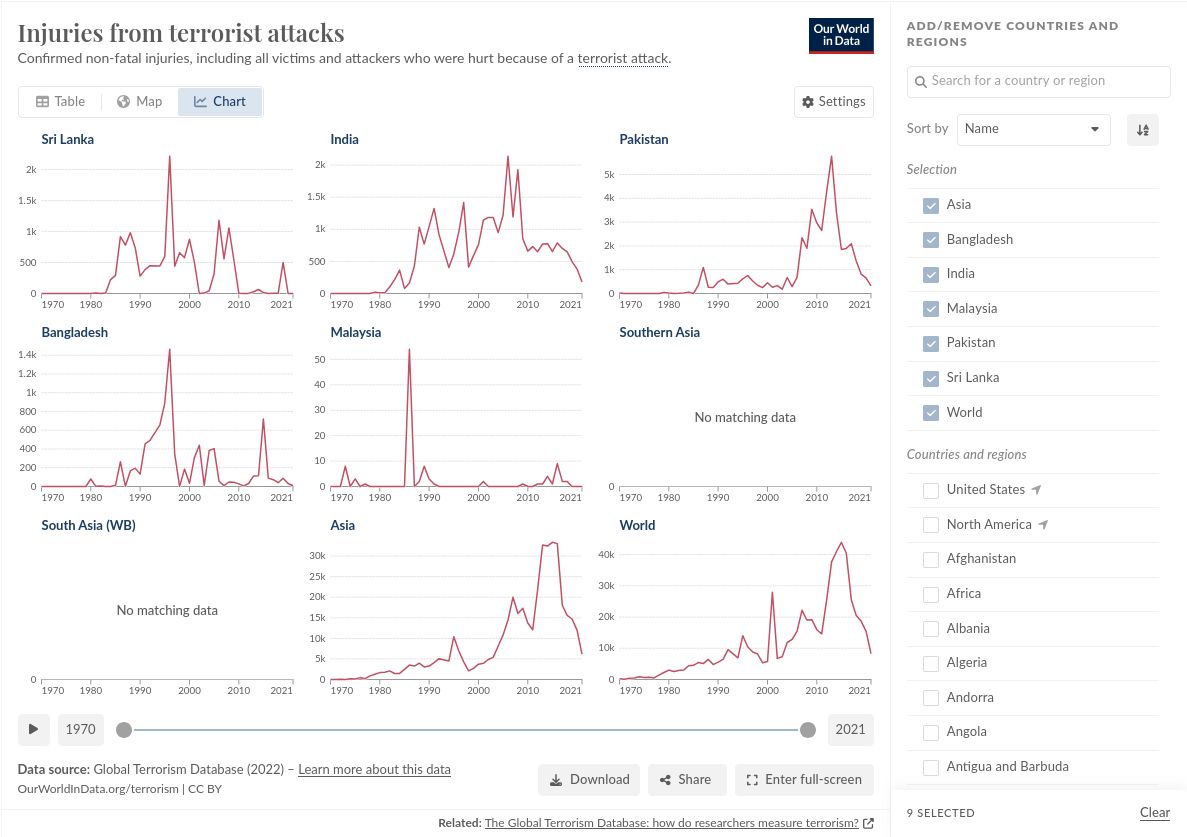 Injuries from terrorist attacks
Confirmed non-fatal injuries, including all victims and attackers who were hurt because of a terrorist attack.
Our World
in Data
Table
Map
Chart
Settings
Sri Lanka
2k
1.5k
1k
500
0
1970 1980 1990 2000 2010 2021
India
2k
1.5k
1k
500
0
1970 1980 1990 2000 2010 2021
Pakistan
5k
4k
3k
2k
1k
0
1970 1980 1990 2000 2010 2021
Bangladesh
1.4k
1.2k
1k
800
600
400
200
0
1970 1980 1990 2000 2010 2021
Malaysia
50
40
30
20
10
0
1970 1980 1990 2000 2010 2021
Southern Asia
No matching data
0
1970 1980 1990 2000 2010 2021
South Asia (WB)
No matching data
0
1970 1980 1990 2000 2010 2021
Asia
30k
25k
20k
15k
10k
5k
0
1970 1980 1990 2000 2010 2021
World
40k
30k
20k
10k
0
1970 1980 1990 2000 2010 2021
1970
2021
Data source: Global Terrorism Database (2022) – Learn more about this data
OurWorldInData.org/terrorism | CC BY
Download
Share
Enter full-screen
Related: The Global Terrorism Database: how do researchers measure terrorism?
ADD/REMOVE COUNTRIES AND
REGIONS
Search for a country or region
Sort by
Name
Selection
Asia
Bangladesh
India
Malaysia
Pakistan
Sri Lanka
World
Countries and regions
United States
North America
Afghanistan
Africa
Albania
Algeria
Andorra
Angola
Antigua and Barbuda
9 SELECTED
Clear